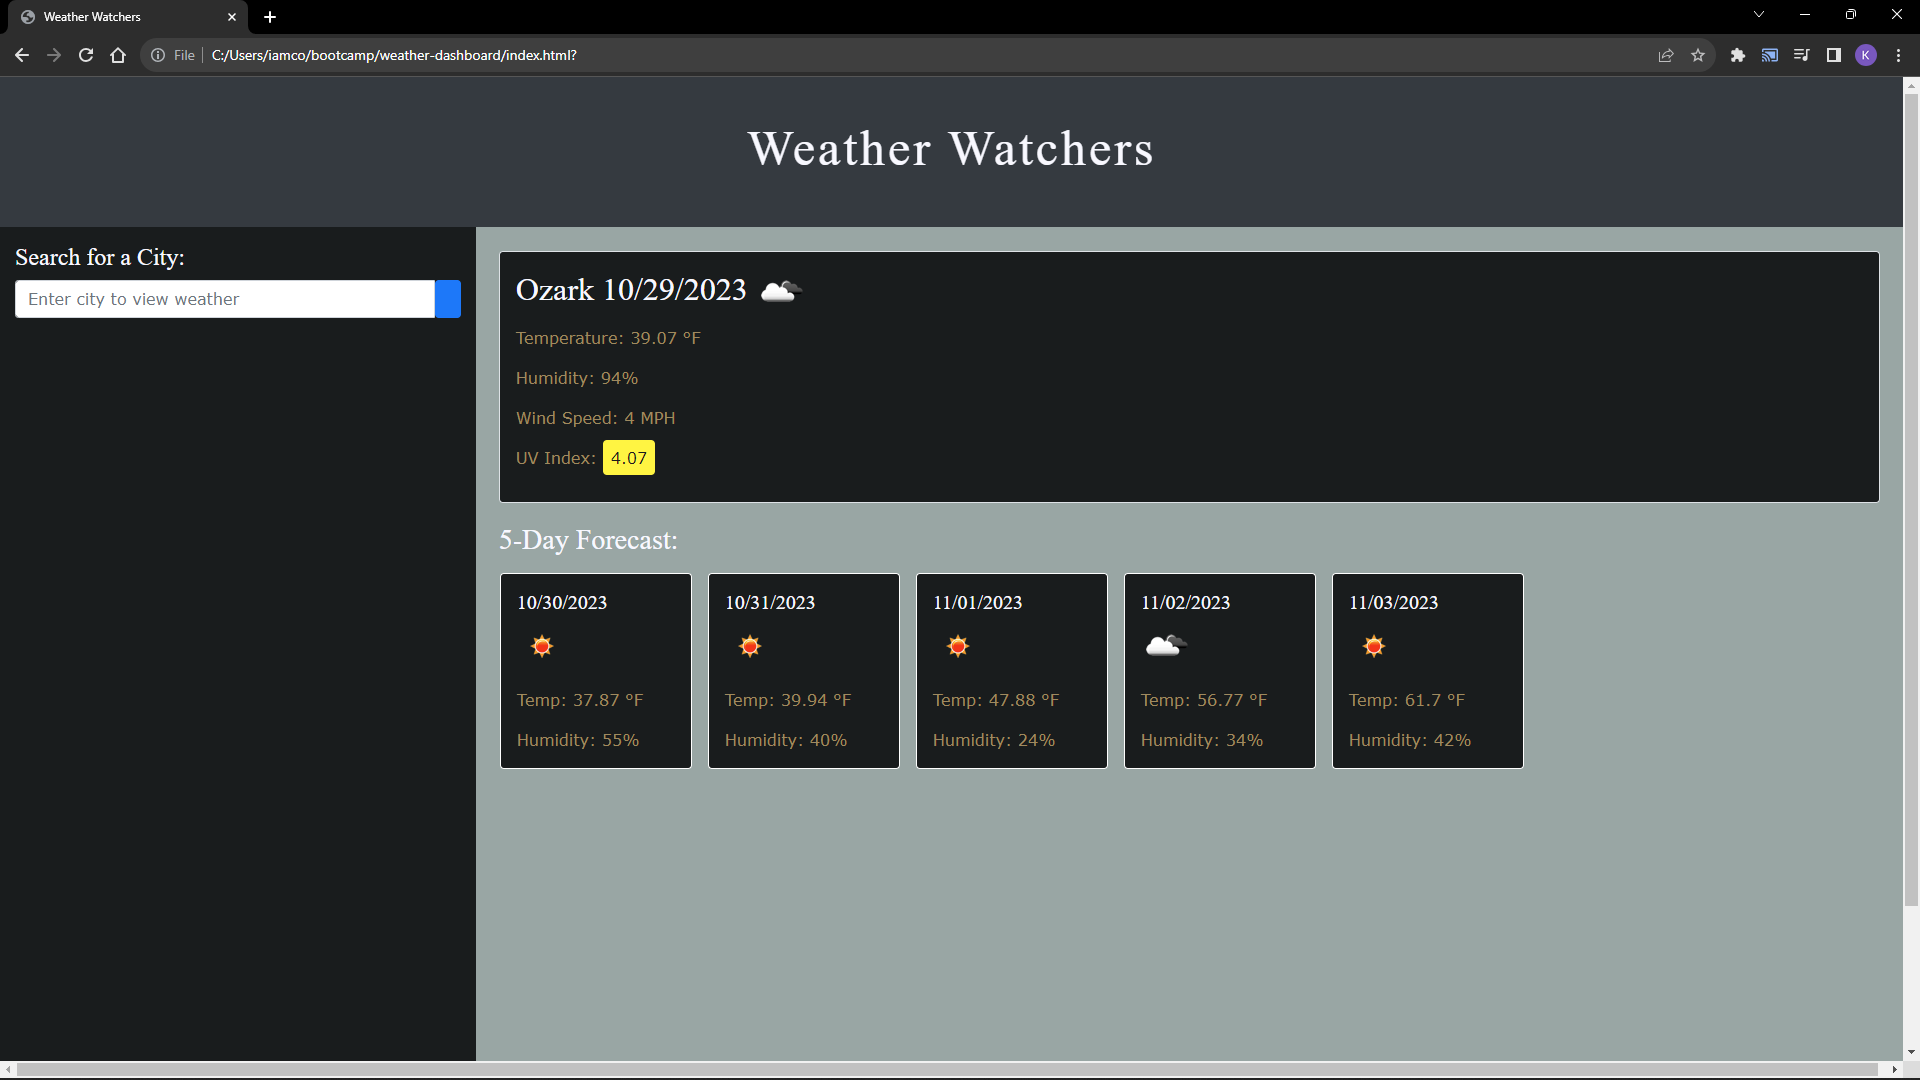 Weather Watchers
File
C:/Users/iamco/bootcamp/weather-dashboard/index.html?
K
Weather Watchers
Search for a City:
Enter city to view weather
Ozark 10/29/2023
Temperature: 39.07 °F
Humidity: 94%
Wind Speed: 4 MPH
UV Index: 4.07
5-Day Forecast:
10/30/2023
Temp: 37.87 °F
Humidity: 55%
10/31/2023
Temp: 39.94 °F
Humidity: 40%
11/01/2023
Temp: 47.88 °F
Humidity: 24%
11/02/2023
Temp: 56.77 °F
Humidity: 34%
11/03/2023
Temp: 61.7 °F
Humidity: 42%